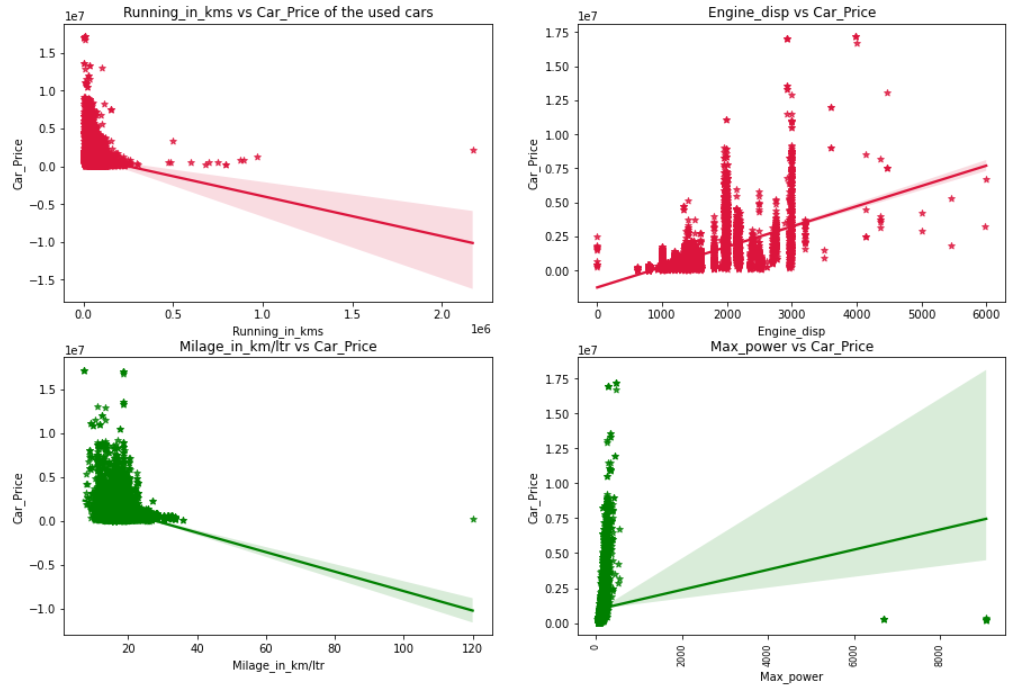 Running_in_kms vs Car_Price of the used cars
1e7
Car_Price
1.5
1.0
0.5
0.0
−0.5
−1.0
−1.5
0.0 0.5 1.0 1.5 2.0
Running_in_kms
1e6
Engine_disp vs Car_Price
1e7
Car_Price
1.75
1.50
1.25
1.00
0.75
0.50
0.25
0.00
0 1000 2000 3000 4000 5000 6000
Engine_disp
Milage_in_km/ltr vs Car_Price
1e7
Car_Price
1.5
1.0
0.5
0.0
−0.5
−1.0
20 40 60 80 100 120
Milage_in_km/ltr
Max_power vs Car_Price
1e7
Car_Price
1.75
1.50
1.25
1.00
0.75
0.50
0.25
0.00
0 2000 4000 6000 8000
Max_power